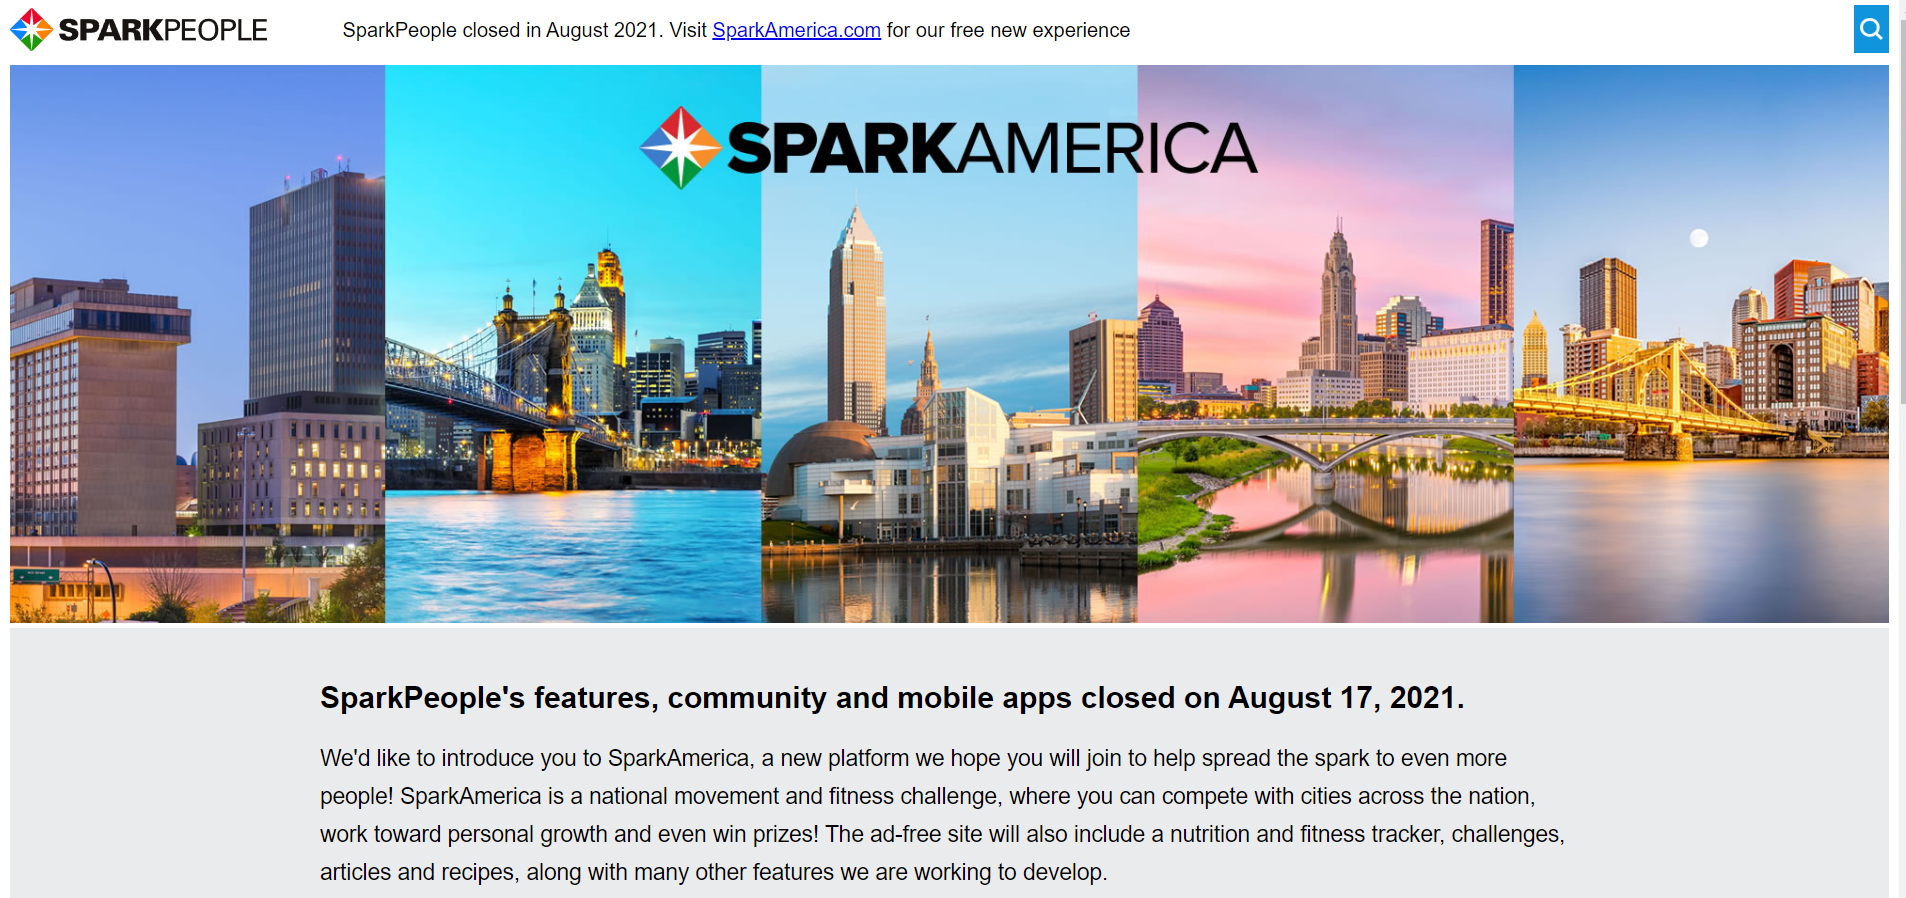 SPARKPEOPLE
SparkPeople closed in August 2021. Visit SparkAmerica.com for our free new experience
SPARKAMERICA
SparkPeople's features, community and mobile apps closed on August 17, 2021.
We'd like to introduce you to SparkAmerica, a new platform we hope you will join to help spread the spark to even more
people! SparkAmerica is a national movement and fitness challenge, where you can compete with cities across the nation,
work toward personal growth and even win prizes! The ad-free site will also include a nutrition and fitness tracker, challenges,
articles and recipes, along with many other features we are working to develop.